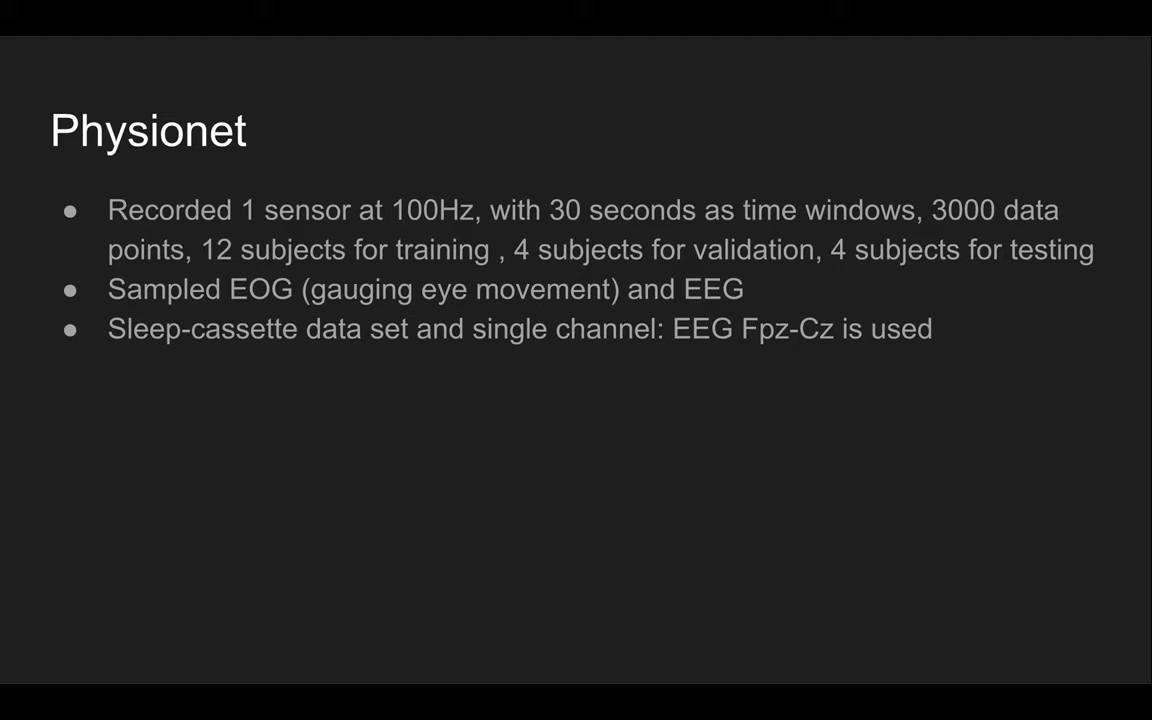 Physionet
● Recorded 1 sensor at 100Hz, with 30 seconds as time windows, 3000 data
points, 12 subjects for training , 4 subjects for validation, 4 subjects for testing
● Sampled EOG (gauging eye movement) and EEG
● Sleep-cassette data set and single channel: EEG Fpz-Cz is used